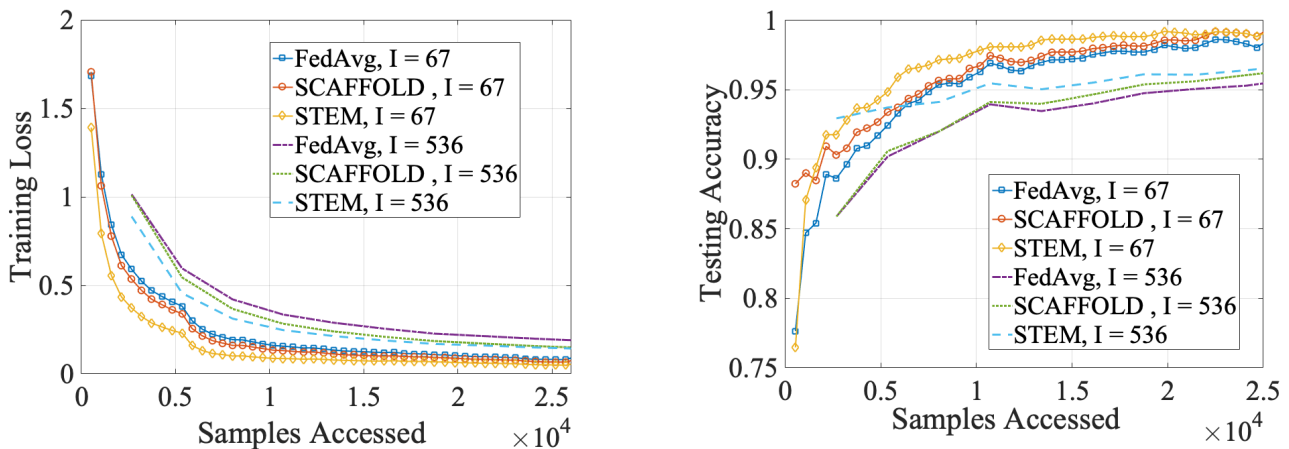 2
1.5
1
0.5
0
Training Loss
FedAvg, I = 67
SCAFFOLD , I = 67
STEM, I = 67
FedAvg, I = 536
SCAFFOLD , I = 536
STEM, I = 536
0 0.5 1 1.5 2 2.5
Samples Accessed
×10^4
1
0.95
0.9
0.85
0.8
0.75
Testing Accuracy
FedAvg, I = 67
SCAFFOLD , I = 67
STEM, I = 67
FedAvg, I = 536
SCAFFOLD , I = 536
STEM, I = 536
0 0.5 1 1.5 2 2.5
Samples Accessed
×10^4